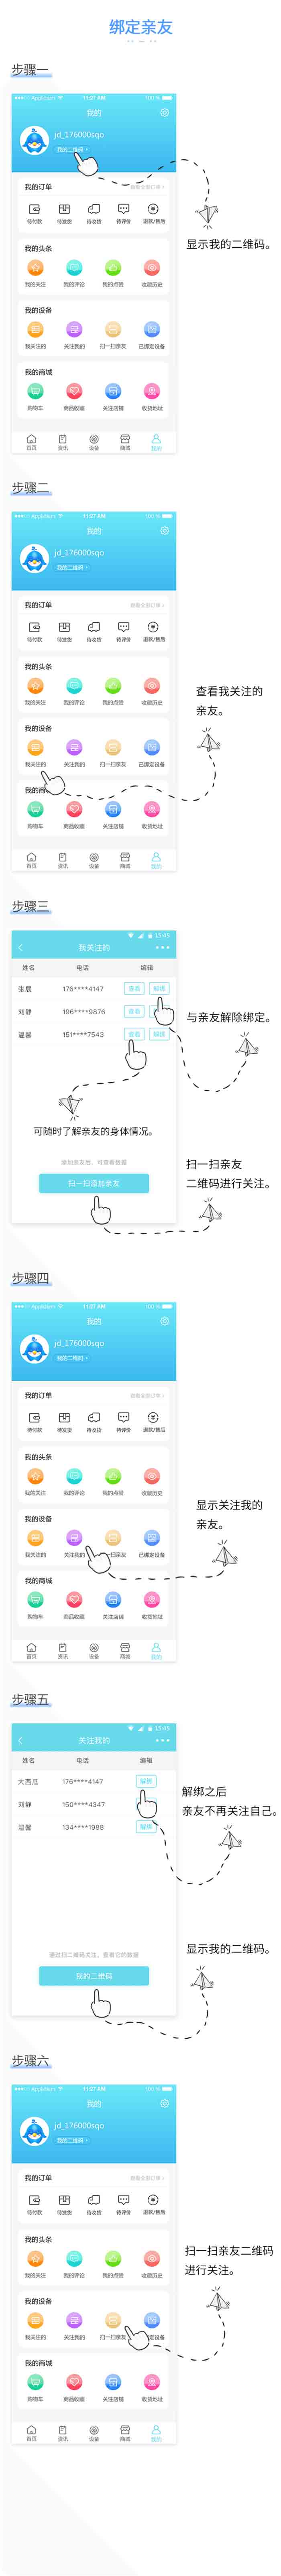 绑定亲友
步骤一
●●●○○ Applidium 11:27 AM 100 %
我的
jd_176000sqo
我的二维码
显示我的二维码。
我的订单 查看全部订单
待付款 待发货 待收货 待评价 退款/售后
我的头条
我的关注 我的评论 我的点赞 收藏历史
我的设备
我关注的 关注我的 扫一扫亲友 已绑定设备
我的商城
购物车 商品收藏 关注店铺 收货地址
首页 资讯 设备 商城 我的
步骤二
●●●○○ Applidium 11:27 AM 100 %
我的
jd_176000sqo
我的二维码
我的订单 查看全部订单
待付款 待发货 待收货 待评价 退款/售后
我的头条
我的关注 我的评论 我的点赞 收藏历史
查看我关注的
亲友。
我的设备
我关注的 关注我的 扫一扫亲友 已绑定设备
我的商
购物车 商品收藏 关注店铺 收货地址
首页 资讯 设备 商城 我的
步骤三
15:45
我关注的
姓名 电话 编辑
张展 176****4147 查看 解绑
刘静 196****9876 查看
温馨 151****7543 查看 解绑
与亲友解除绑定。
可随时了解亲友的身体情况。
添加亲友后，可查看数据
扫一扫添加亲友
扫一扫亲友
二维码进行关注。
步骤四
●●●○○ Applidium 11:27 AM 100 %
我的
jd_176000sqo
我的二维码
我的订单 查看全部订单
待付款 待发货 待收货 待评价 退款/售后
我的头条
我的关注 我的评论 我的点赞 收藏历史
显示关注我的
亲友。
我的设备
我关注的 关注我的 扫一扫亲友 已绑定设备
我的商城
购物车 商品收藏 关注店铺 收货地址
首页 资讯 设备 商城 我的
步骤五
15:45
关注我的
姓名 电话 编辑
大西瓜 176****4147 解绑
刘静 150****4347
温馨 134****1988 解绑
解绑之后
亲友不再关注自己。
通过扫二维码关注，查看它的数据
我的二维码
显示我的二维码。
步骤六
●●●○○ Applidium 11:27 AM 100 %
我的
jd_176000sqo
我的二维码
我的订单 查看全部订单
待付款 待发货 待收货 待评价 退款/售后
我的头条
我的关注 我的评论 我的点赞 收藏历史
扫一扫亲友二维码
进行关注。
我的设备
我关注的 关注我的 扫一扫亲友 定设备
我的商城
购物车 商品收藏 关注店铺 收货地址
首页 资讯 设备 商城 我的